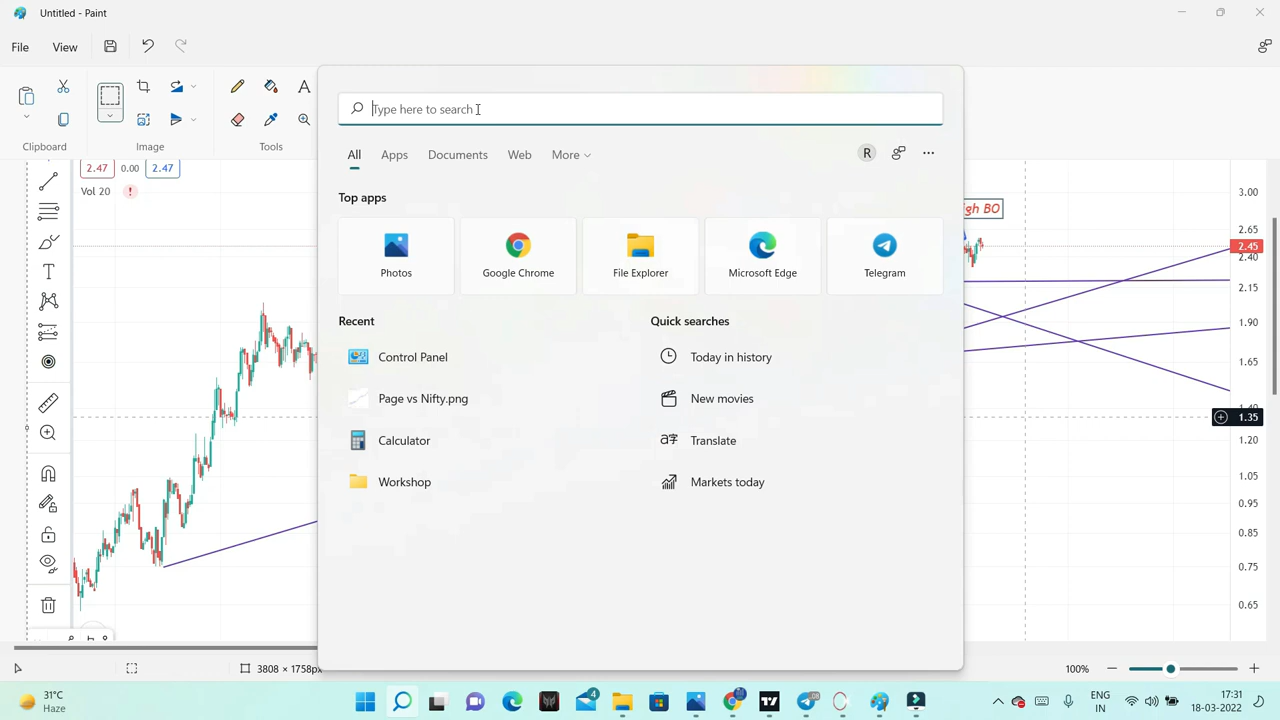 Untitled - Paint
File View
Clipboard Image Tools
Type here to search
All Apps Documents Web More R
Top apps
Photos Google Chrome File Explorer Microsoft Edge Telegram
Recent Quick searches
Control Panel Today in history
Page vs Nifty.png New movies
Calculator Translate
Workshop Markets today
2.47 0.00 2.47
Vol 20
gh BO
3.00
2.65
2.45
2.40
2.15
1.90
1.65
1.35
1.20
1.05
0.95
0.85
0.75
0.65
3808 × 1758px 100%
31°C
Haze
4
ENG
IN
17:31
18-03-2022